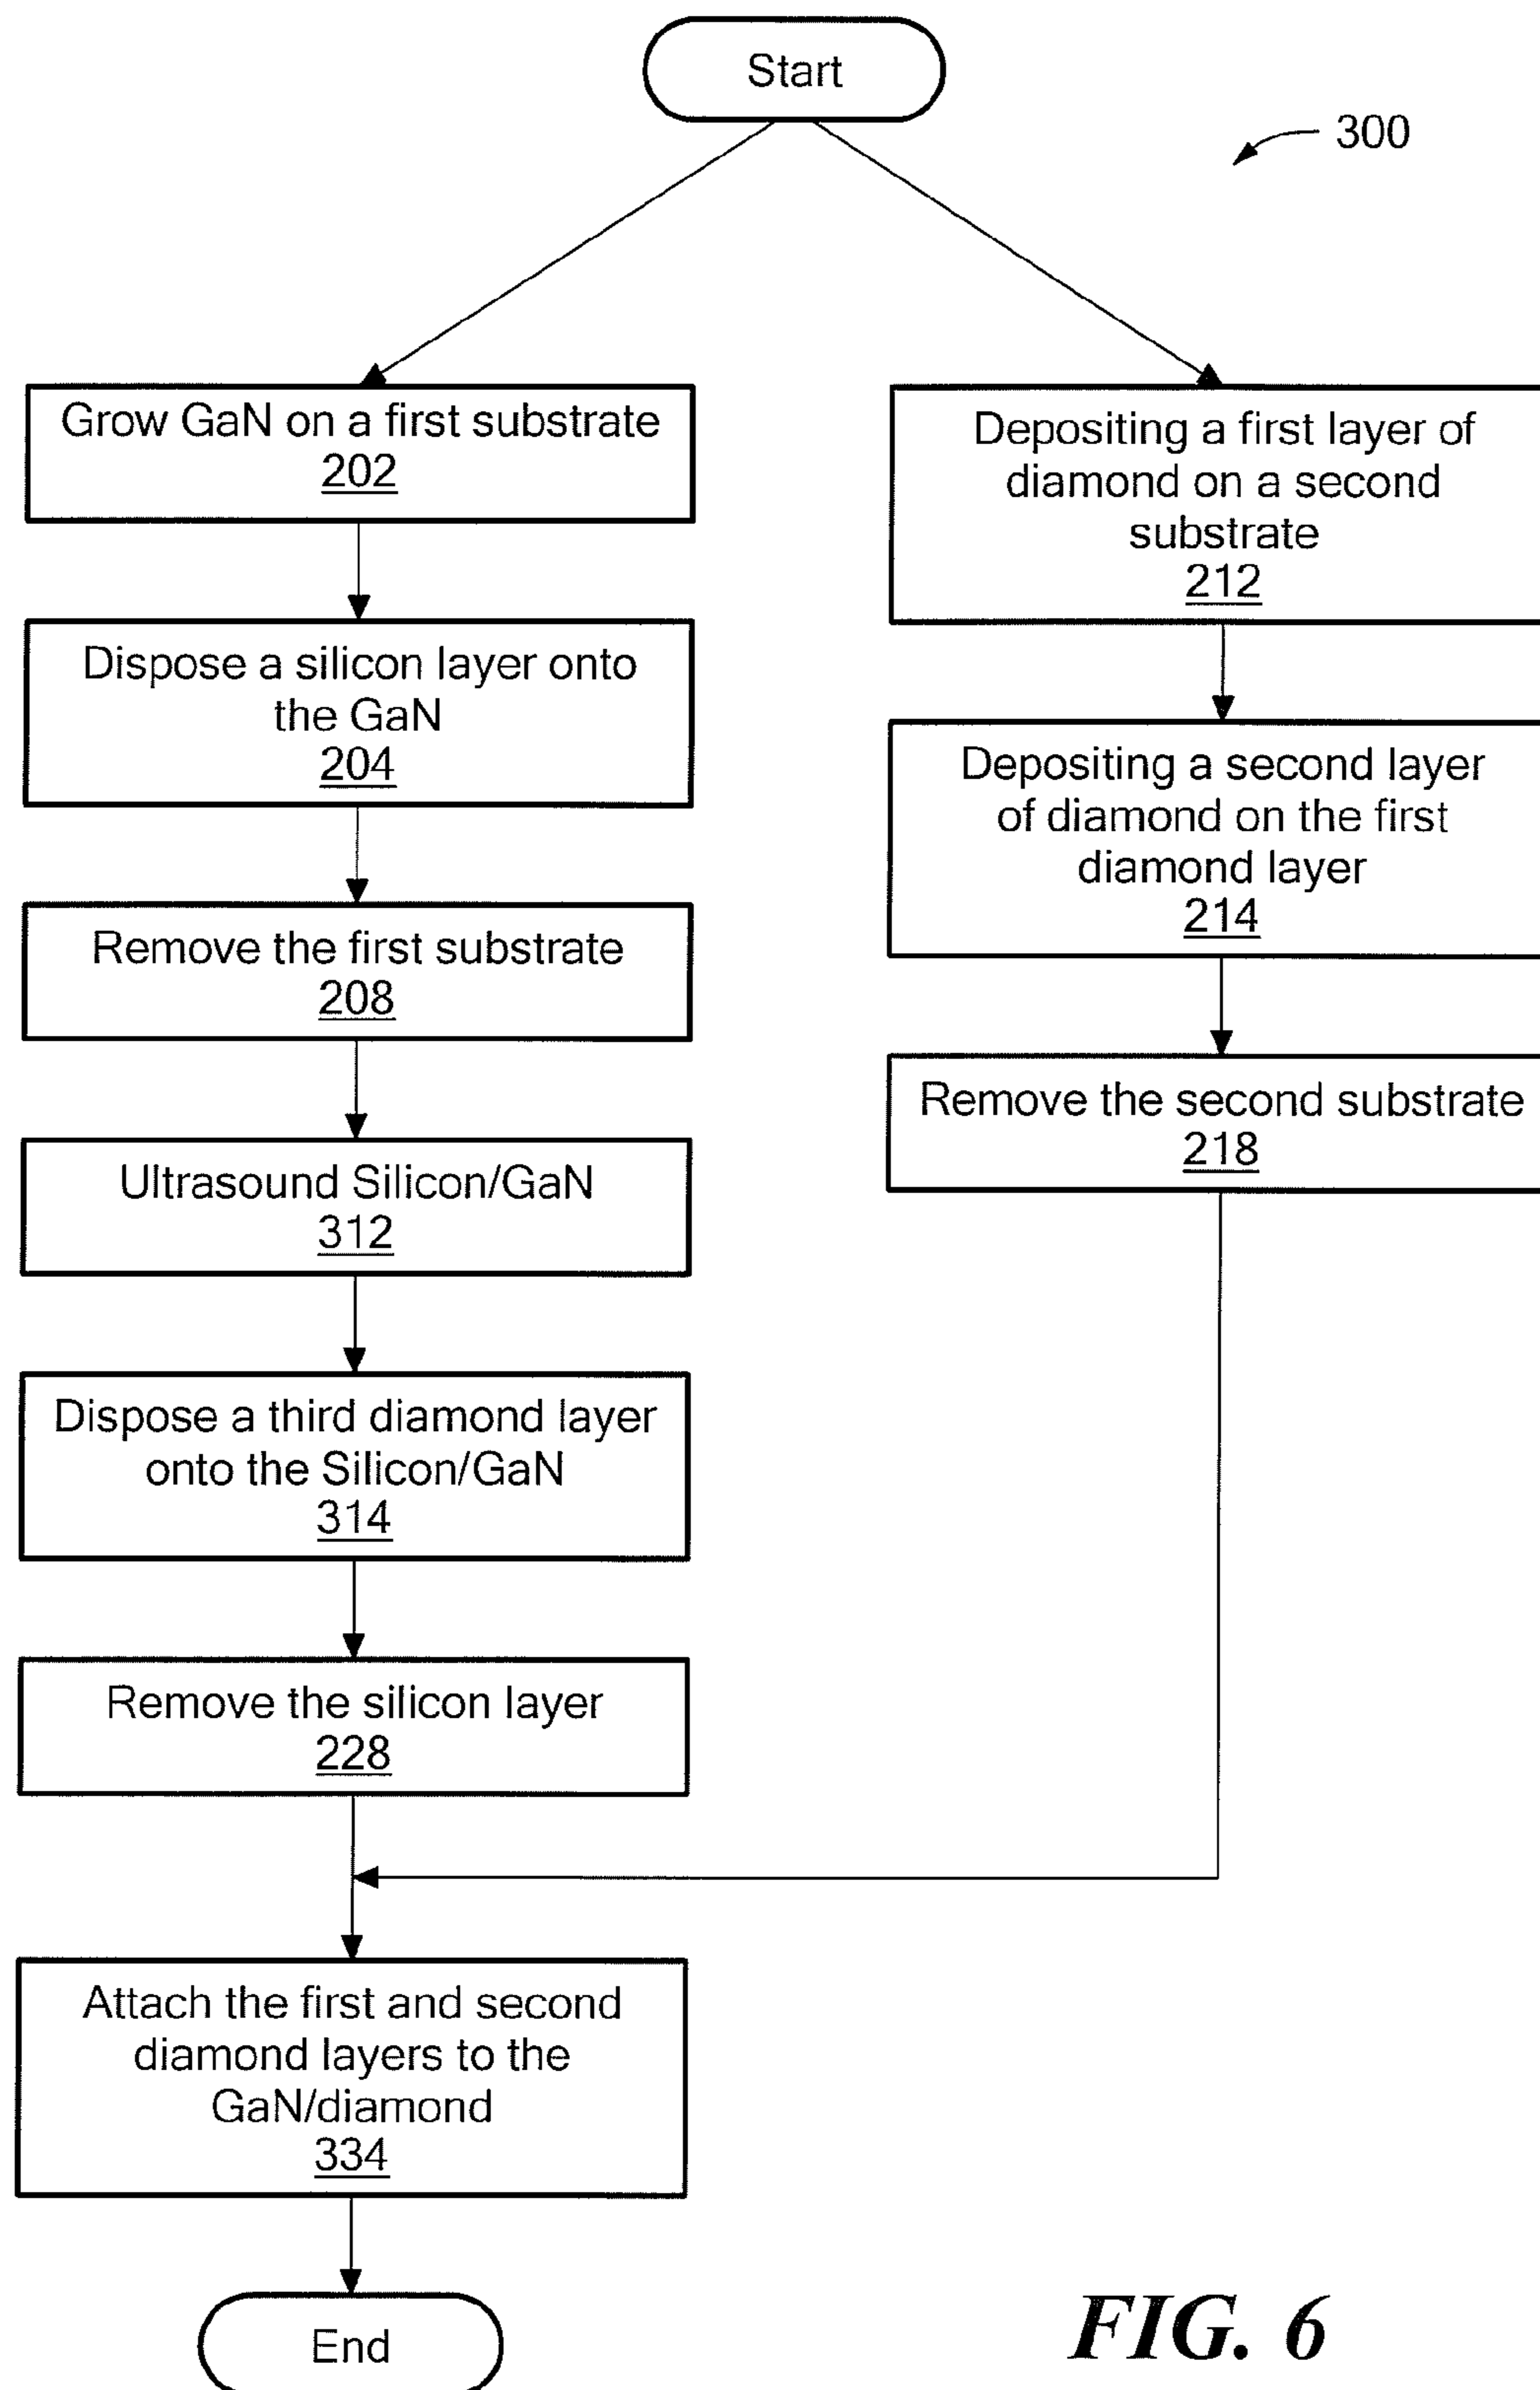 Start
300
Grow GaN on a first substrate
202
Dispose a silicon layer onto
the GaN
204
Remove the first substrate
208
Ultrasound Silicon/GaN
312
Dispose a third diamond layer
onto the Silicon/GaN
314
Remove the silicon layer
228
Depositing a first layer of
diamond on a second
substrate
212
Depositing a second layer
of diamond on the first
diamond layer
214
Remove the second substrate
218
Attach the first and second
diamond layers to the
GaN/diamond
334
End
FIG. 6